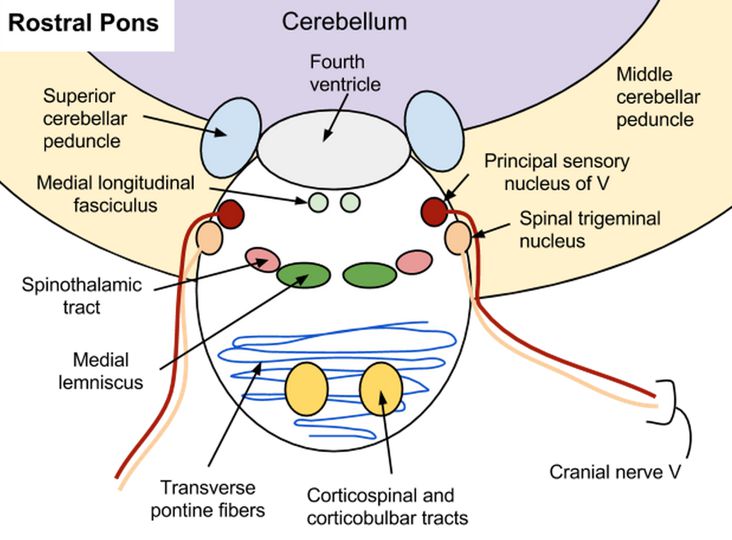 Rostral Pons
Cerebellum
Fourth
ventricle
Middle
cerebellar
peduncle
Superior
cerebellar
peduncle
Principal sensory
nucleus of V
Medial longitudinal
fasciculus
Spinal trigeminal
nucleus
Spinothalamic
tract
Medial
lemniscus
Cranial nerve V
Transverse
pontine fibers
Corticospinal and
corticobulbar tracts